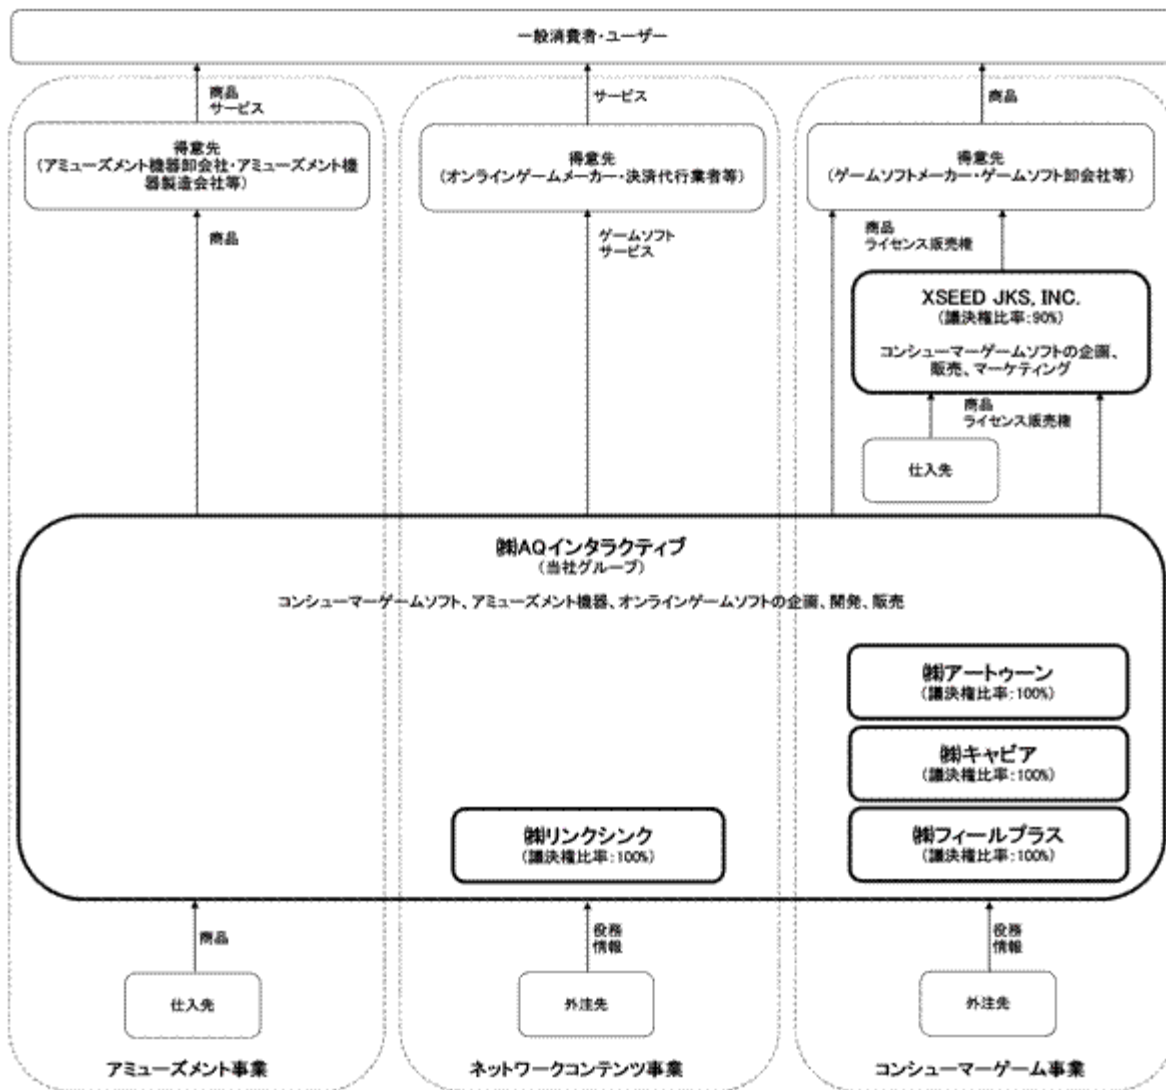 一般消費者・ユーザー
商品
サービス
サービス
商品
得意先
(アミューズメント機器卸会社・アミューズメント機
器製造会社等)
得意先
(オンラインゲームメーカー・決済代行業者等)
得意先
(ゲームソフトメーカー・ゲームソフト卸会社等)
商品
ゲームソフト
サービス
商品
ライセンス販売権
XSEED JKS, INC.
(議決権比率:90%)
コンシューマーゲームソフトの企画、
販売、マーケティング
商品
ライセンス販売権
仕入先
㈱AQインタラクティブ
(当社グループ)
コンシューマーゲームソフト、アミューズメント機器、オンラインゲームソフトの企画、開発、販売
㈱アートゥーン
(議決権比率:100%)
㈱キャビア
(議決権比率:100%)
㈱リンクシンク
(議決権比率:100%)
㈱フィールプラス
(議決権比率:100%)
商品
役務
情報
役務
情報
仕入先
外注先
外注先
アミューズメント事業
ネットワークコンテンツ事業
コンシューマーゲーム事業